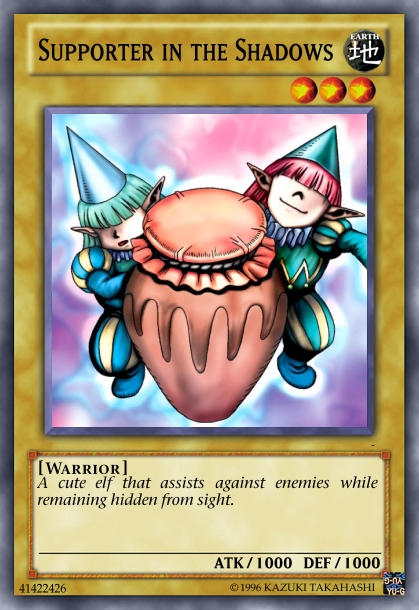 SUPPORTER IN THE SHADOWS
EARTH
地
[WARRIOR]
A cute elf that assists against enemies while
remaining hidden from sight.
ATK / 1000 DEF / 1000
41422426
©1996 KAZUKI TAKAHASHI